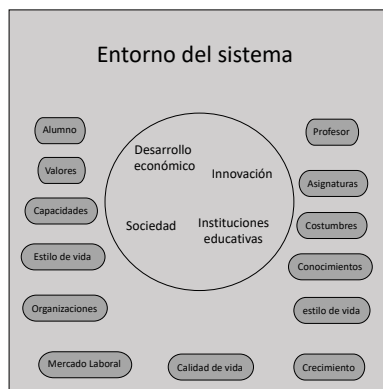 Entorno del sistema
Alumno
Profesor
Desarrollo
económico
Valores
Innovación
Asignaturas
Capacidades
Sociedad
Instituciones
educativas
Costumbres
Estilo de vida
Conocimientos
Organizaciones
estilo de vida
Mercado Laboral
Calidad de vida
Crecimiento